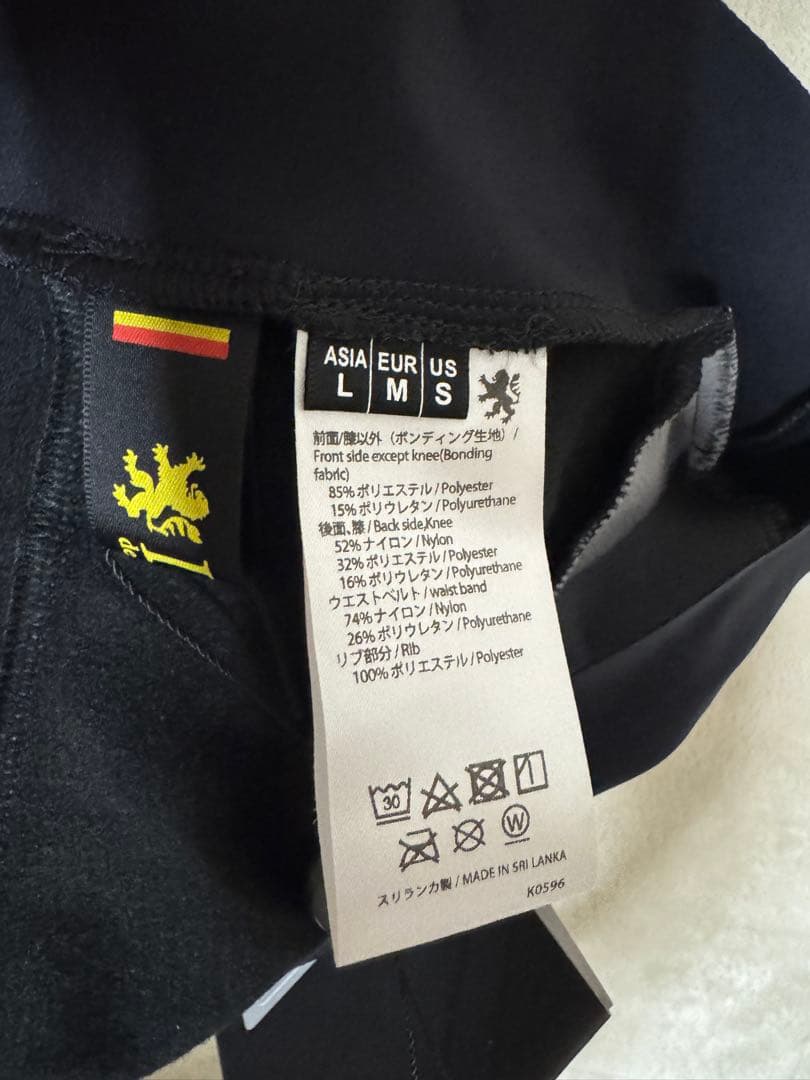 ASIA EUR US
L M S
前面/膝以外（ボンディング生地）/
Front side except knee(Bonding
fabric)
85%ポリエステル/Polyester
15%ポリウレタン/Polyurethane
後面、膝/Back side,Knee
52%ナイロン/Nylon
32%ポリエステル/Polyester
16%ポリウレタン/Polyurethane
ウエストベルト/waist band
74%ナイロン/Nylon
26%ポリウレタン/Polyurethane
リブ部分/RIb
100%ポリエステル/Polyester
30
W
スリランカ製/MADE IN SRI LANKA
K0596